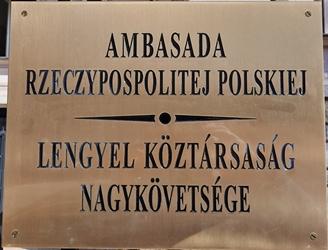 AMBASADA
RZECZYPOSPOLITEJ POLSKIEJ
LENGYEL KÖZTÁRSASÁG
NAGYKÖVETSÉGE